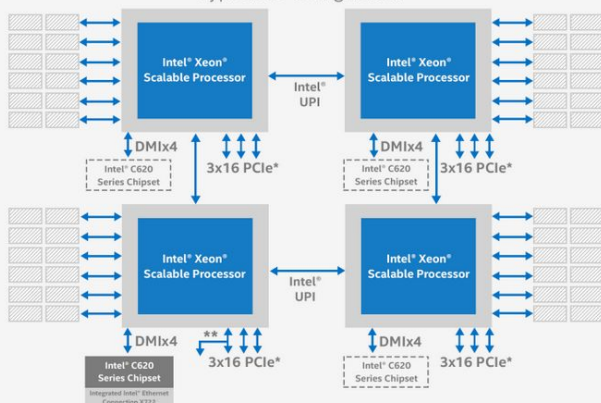 Intel® Xeon®
Scalable Processor
Intel®
UPI
Intel® Xeon®
Scalable Processor
DMIx4
Intel® C620
Series Chipset
3x16 PCIe*
DMIx4
Intel® C620
Series Chipset
3x16 PCIe*
Intel® Xeon®
Scalable Processor
Intel®
UPI
Intel® Xeon®
Scalable Processor
DMIx4
**
Intel® C620
Series Chipset
Integrated Intel® Ethernet
Connection X722
3x16 PCIe*
DMIx4
Intel® C620
Series Chipset
3x16 PCIe*